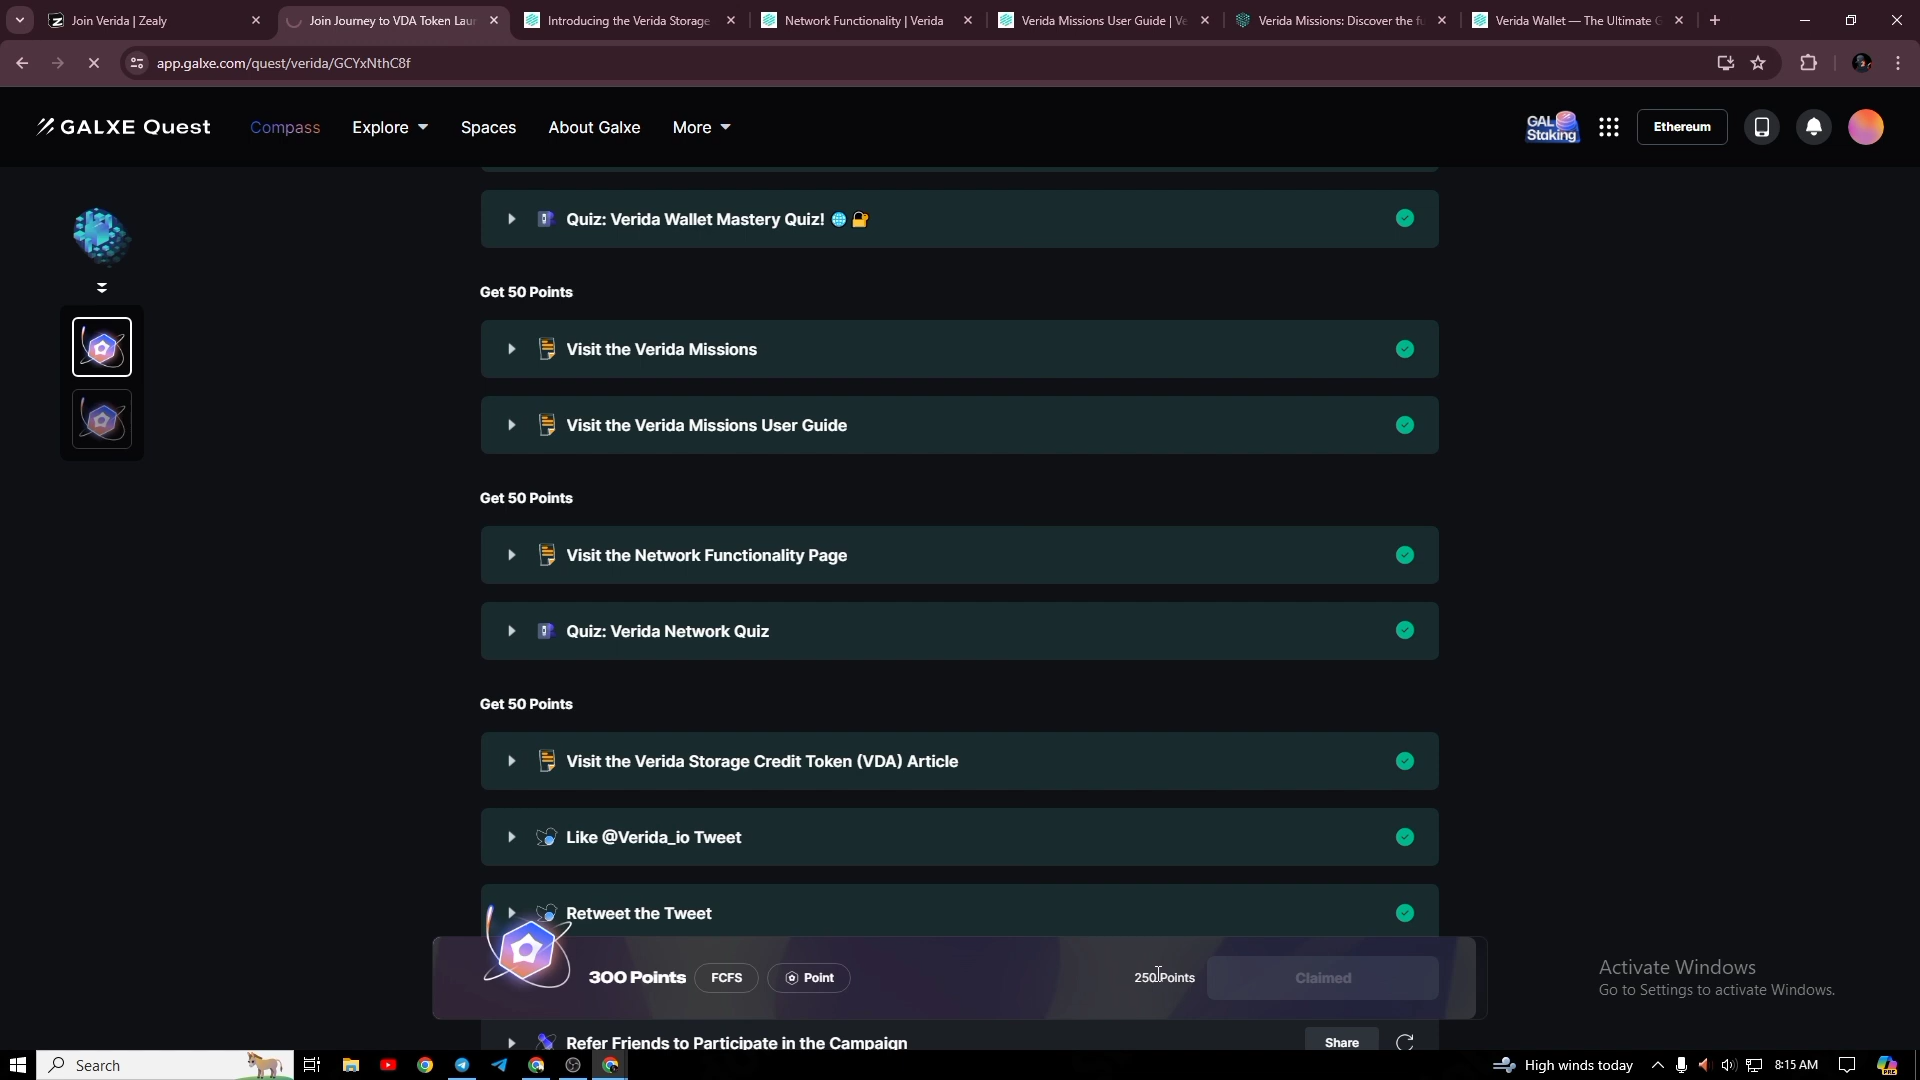 Join Verida | Zealy
Join Journey to VDA Token Lau
Introducing the Verida Storage
Network Functionality | Verida
Verida Missions User Guide | Ve
Verida Missions: Discover the fu
Verida Wallet — The Ultimate G
app.galxe.com/quest/verida/GCYxNthC8f
GALXE Quest
Compass
Explore
Spaces
About Galxe
More
GAL Staking
Ethereum
Quiz: Verida Wallet Mastery Quiz! 🌐 🔐
Get 50 Points
Visit the Verida Missions
Visit the Verida Missions User Guide
Get 50 Points
Visit the Network Functionality Page
Quiz: Verida Network Quiz
Get 50 Points
Visit the Verida Storage Credit Token (VDA) Article
Like @Verida_io Tweet
Retweet the Tweet
300 Points
FCFS
Point
250 Points
Claimed
Refer Friends to Participate in the Campaign
Share
Activate Windows
Go to Settings to activate Windows.
Search
High winds today
8:15 AM